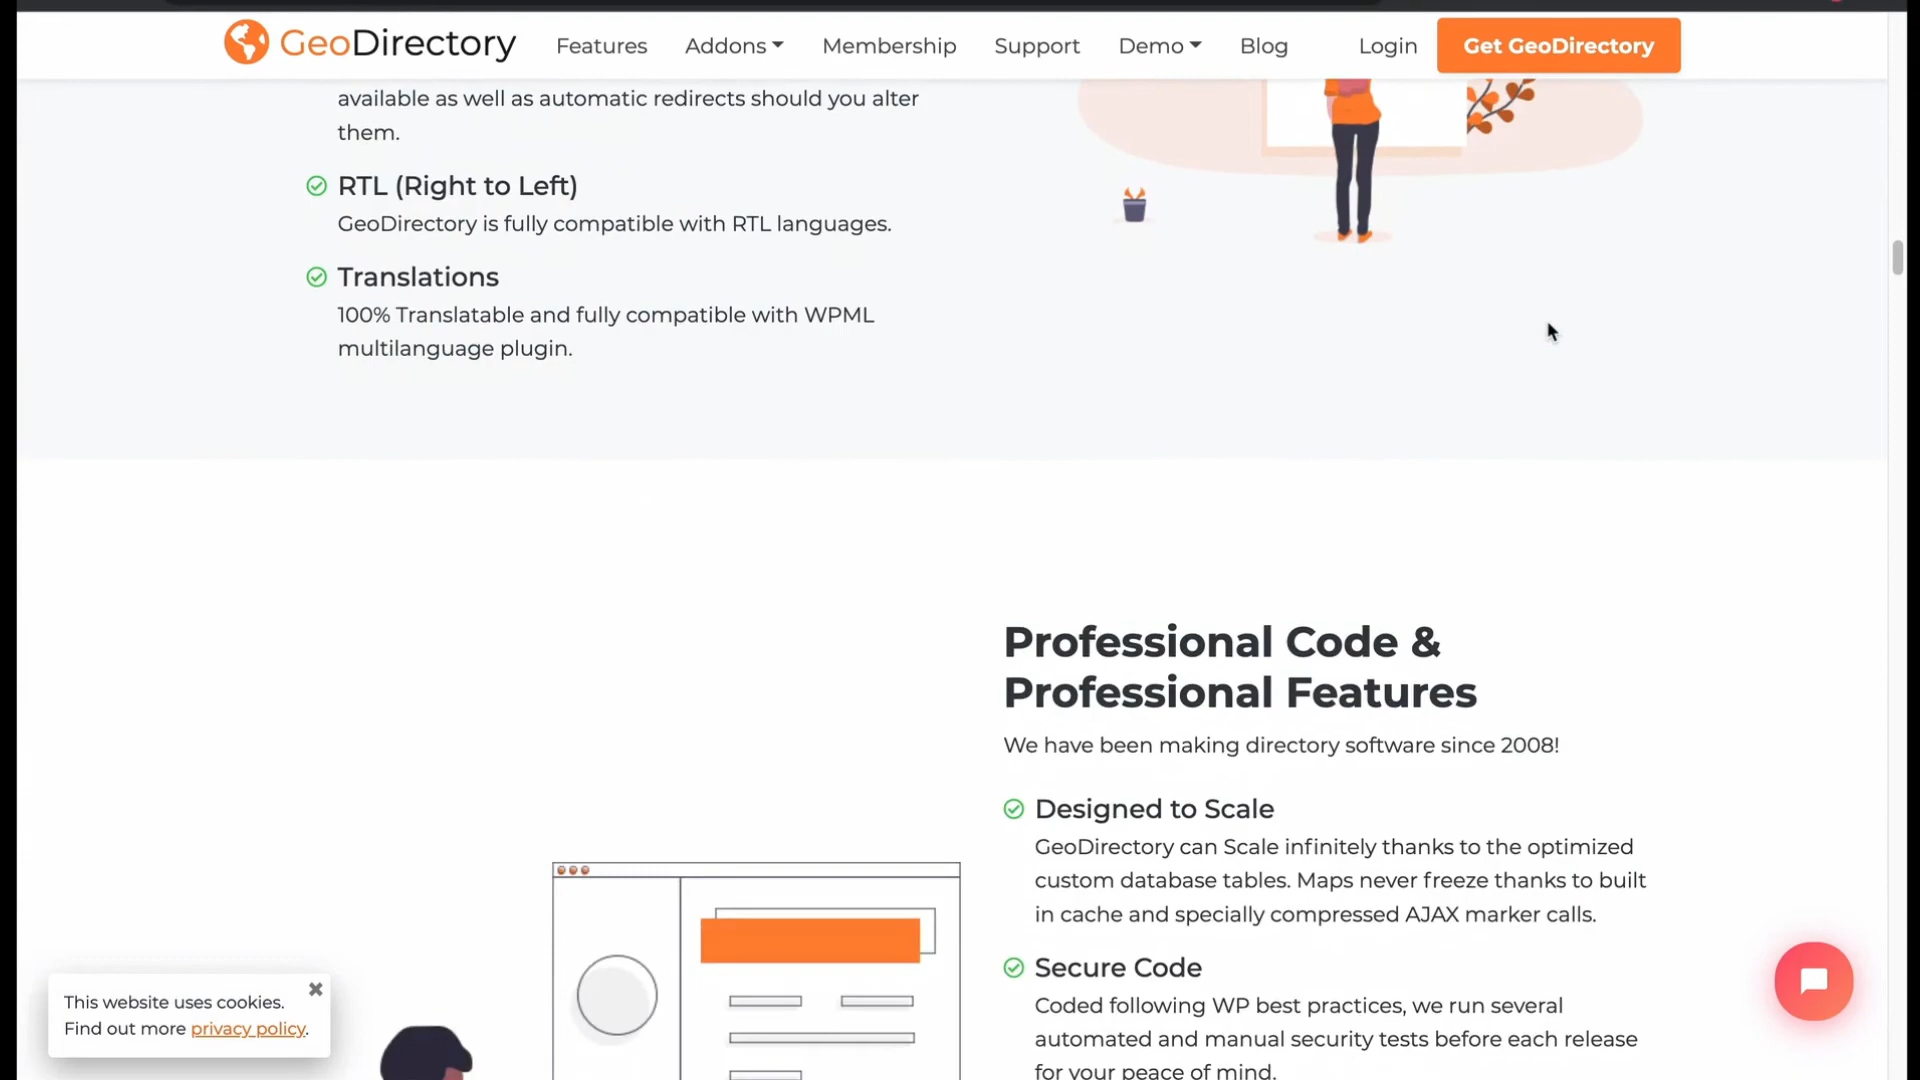 GeoDirectory
Features
Addons
Membership
Support
Demo
Blog
Login
Get GeoDirectory
available as well as automatic redirects should you alter
them.
RTL (Right to Left)
GeoDirectory is fully compatible with RTL languages.
Translations
100% Translatable and fully compatible with WPML
multilanguage plugin.
Professional Code &
Professional Features
We have been making directory software since 2008!
Designed to Scale
GeoDirectory can Scale infinitely thanks to the optimized
custom database tables. Maps never freeze thanks to built
in cache and specially compressed AJAX marker calls.
Secure Code
Coded following WP best practices, we run several
automated and manual security tests before each release
for your peace of mind.
This website uses cookies.
Find out more privacy policy.